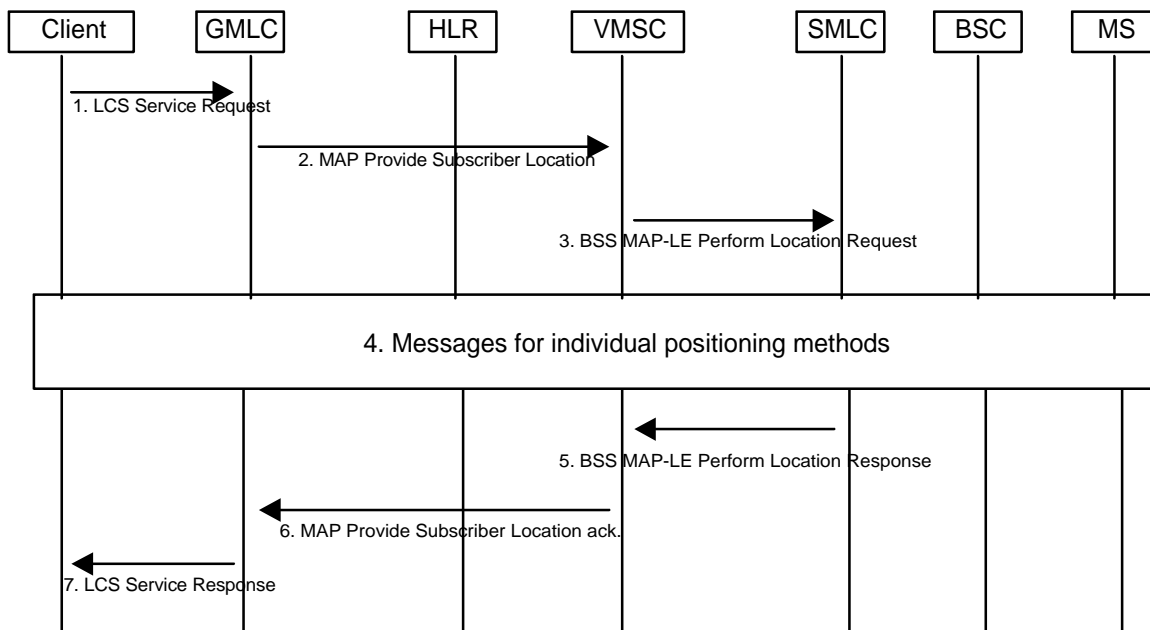 Client GMLC HLR VMSC SMLC BSC MS
1. LCS Service Request
2. MAP Provide Subscriber Location
3. BSS MAP-LE Perform Location Request
4. Messages for individual positioning methods
5. BSS MAP-LE Perform Location Response
6. MAP Provide Subscriber Location ack.
7. LCS Service Response